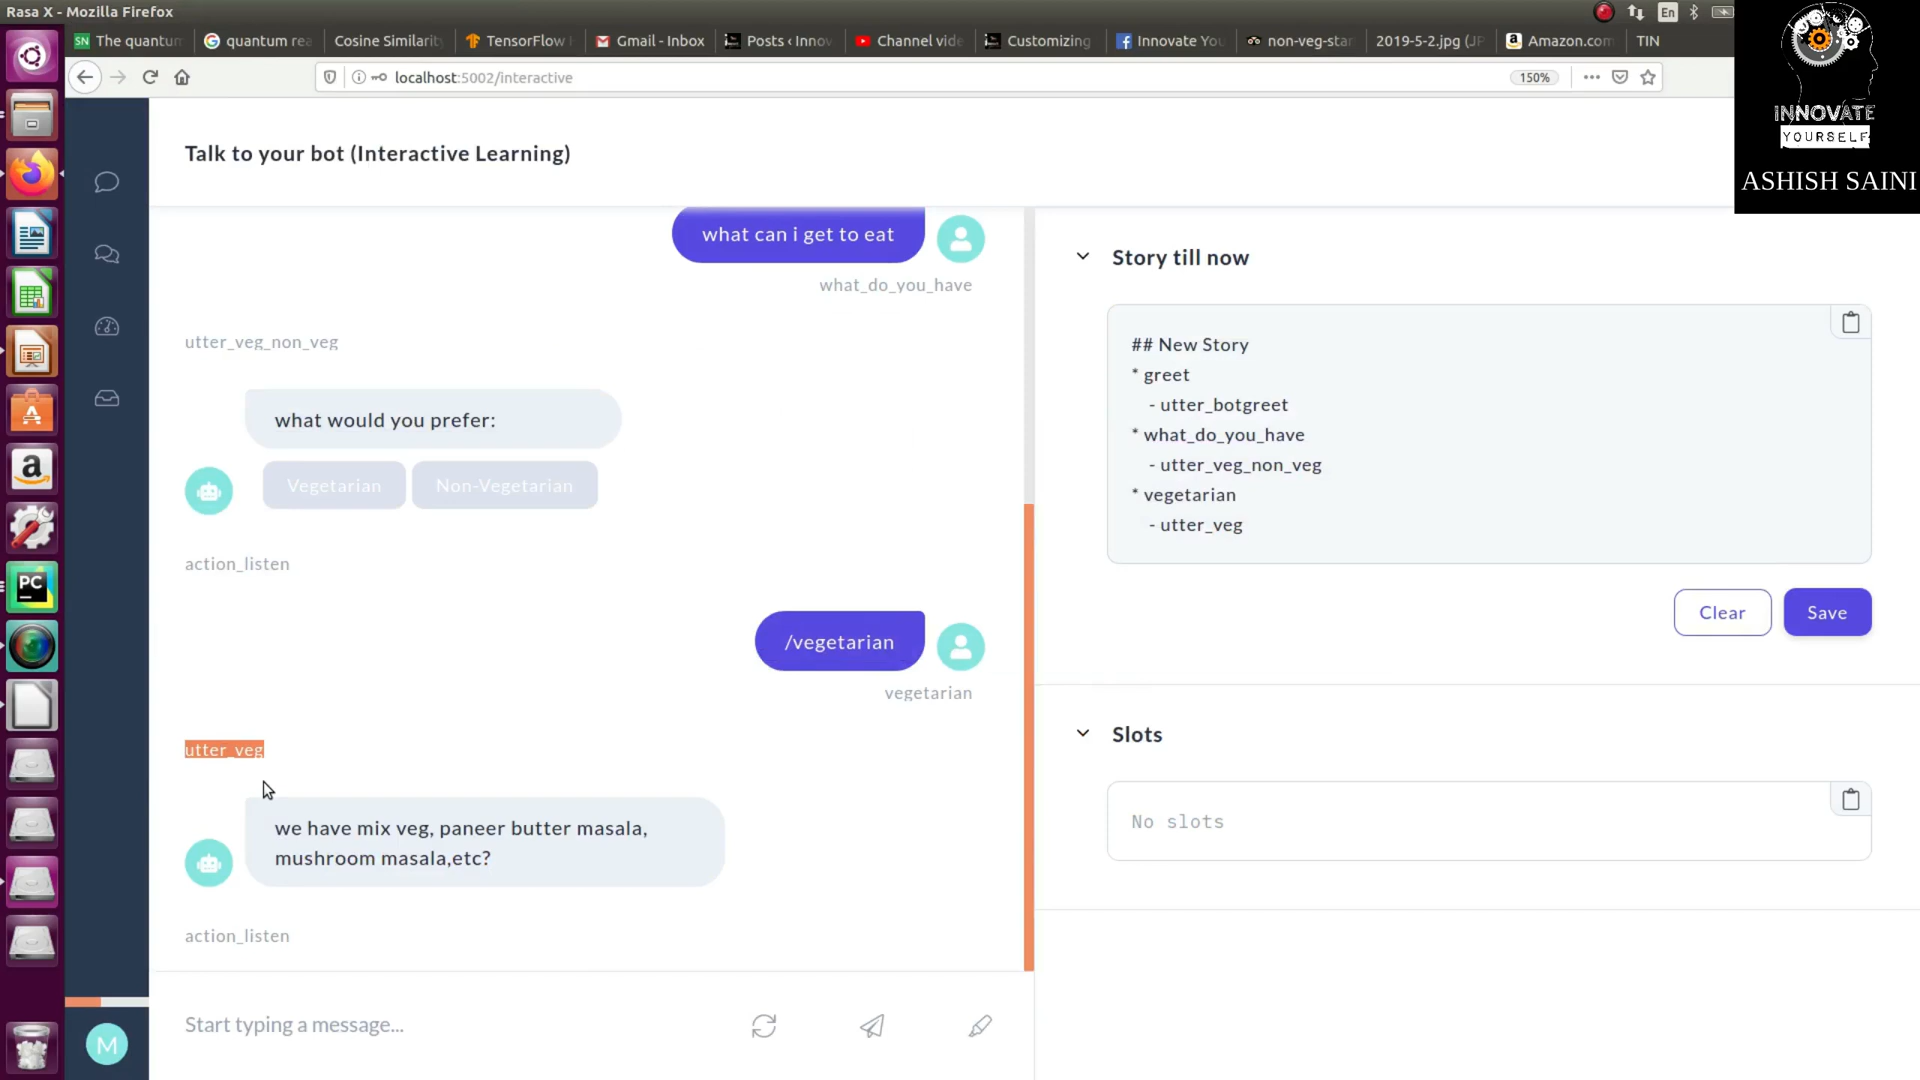 Rasa X - Mozilla Firefox
En
The quantum
quantum rea
Cosine Similarity
TensorFlow
Gmail - Inbox
Posts ‹ Innov
Channel vide
Customizing
Innovate You
non-veg-star
2019-5-2.jpg (JP
Amazon.com
TIN
localhost:5002/interactive
150%
INNOVATE
YOURSELF
ASHISH SAINI
Talk to your bot (Interactive Learning)
what can i get to eat
what_do_you_have
utter_veg_non_veg
what would you prefer:
Vegetarian
Non-Vegetarian
action_listen
/vegetarian
vegetarian
utter_veg
we have mix veg, paneer butter masala,
mushroom masala,etc?
action_listen
Start typing a message...
M
Story till now
## New Story
* greet
- utter_botgreet
* what_do_you_have
- utter_veg_non_veg
* vegetarian
- utter_veg
Clear
Save
Slots
No slots
PC